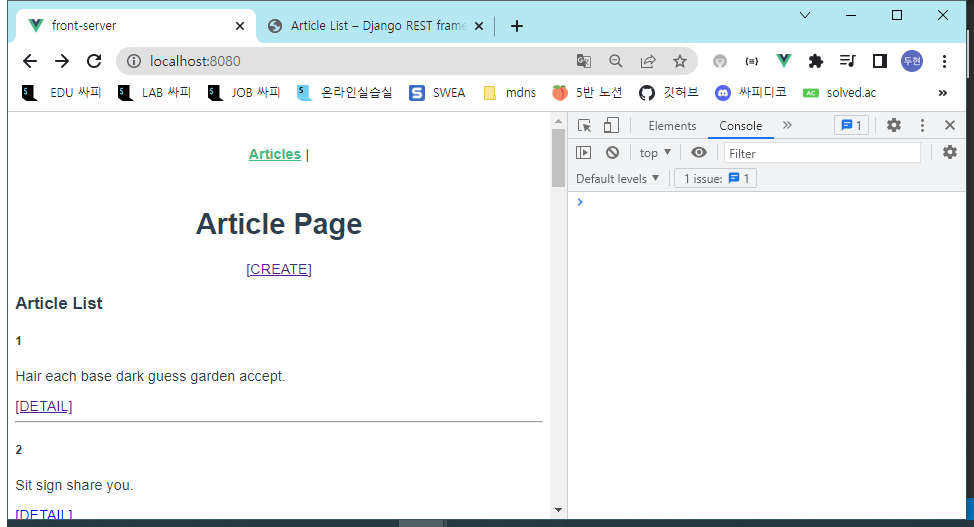 front-server
Article List – Django REST frame
localhost:8080
두현
EDU 싸피
LAB 싸피
JOB 싸피
온라인실습실
SWEA
mdns
5반 노션
깃허브
싸피디코
AC
solved.ac
»
Elements
Console
»
1
top ▼
Filter
Default levels ▼
1 issue:
1
Articles |
Article Page
[CREATE]
Article List
1
Hair each base dark guess garden accept.
[DETAIL]
2
Sit sign share you.
[DETAIL]